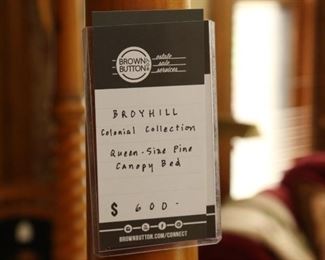 BROWN
BUTTON
estate
sale
services
BROYHILL
Colonial Collection
Queen-Size Pine
Canopy Bed
$ 600-
BROWNBUTTON.COM/CONNECT